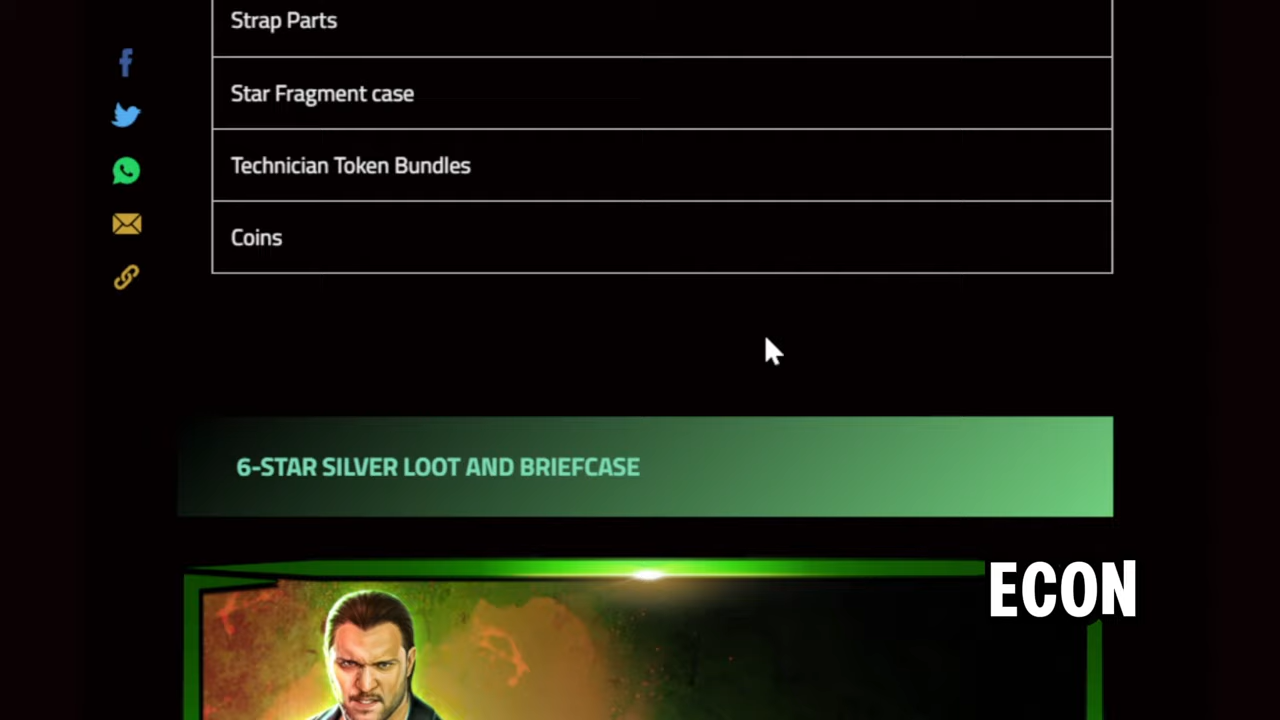 Strap Parts
Star Fragment case
Technician Token Bundles
Coins
6-STAR SILVER LOOT AND BRIEFCASE
ECON